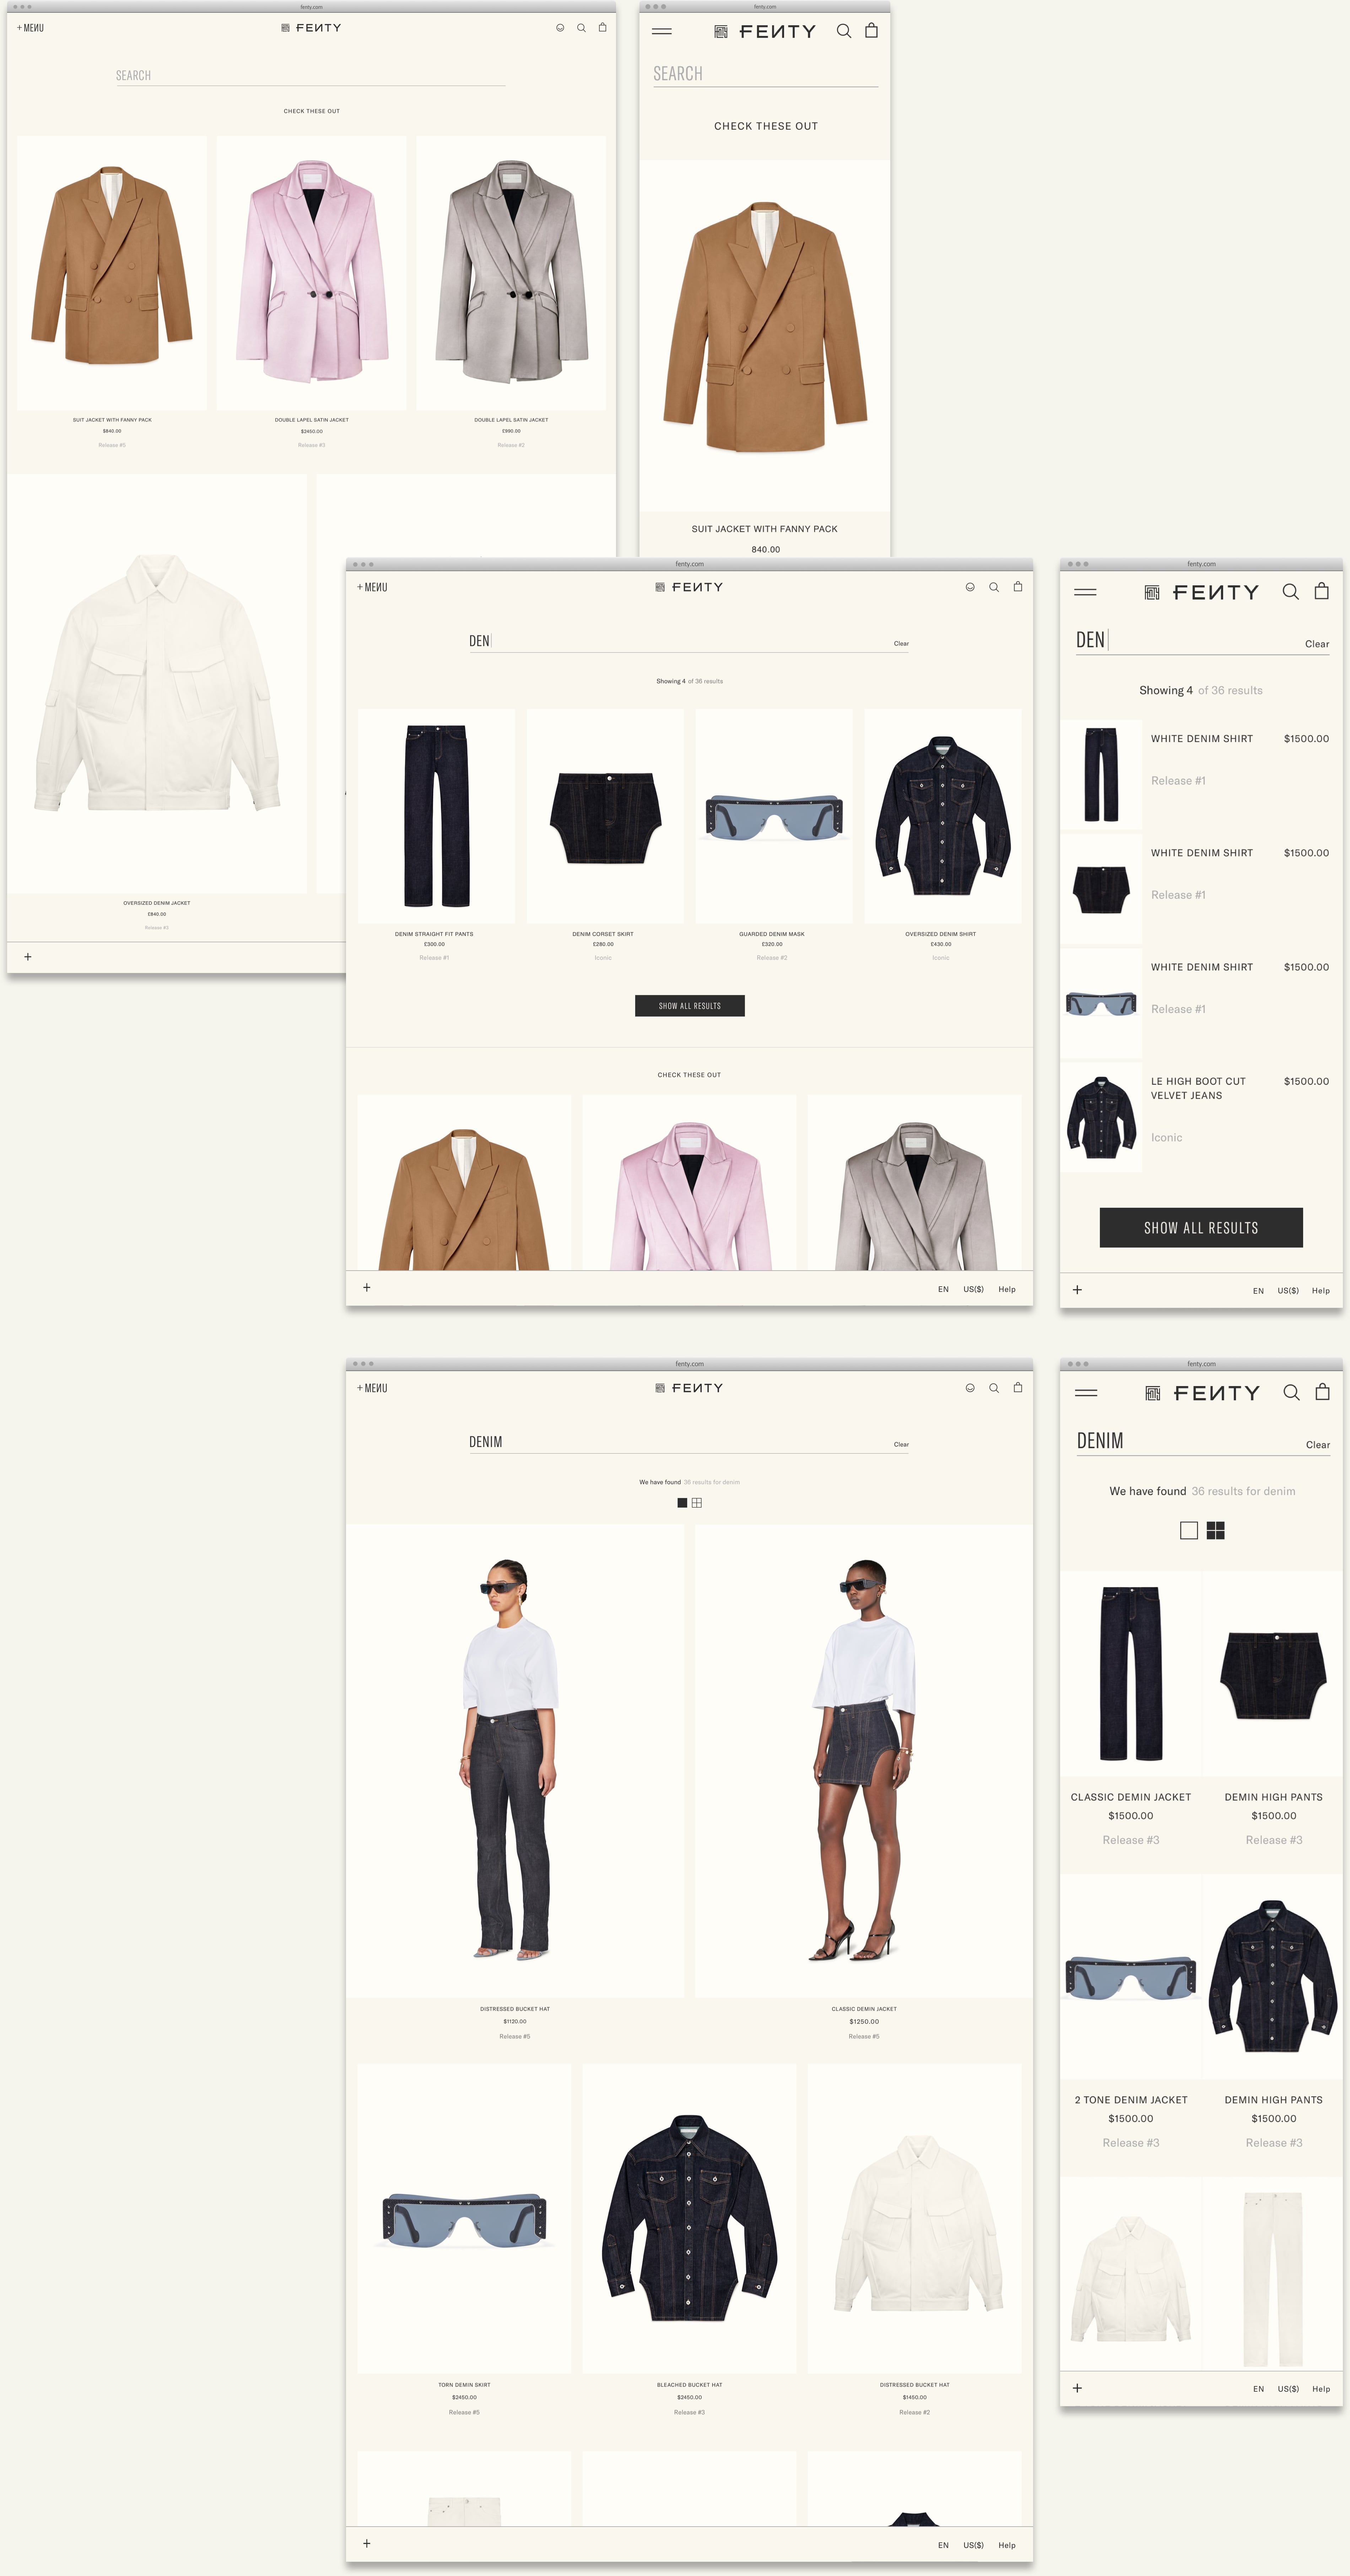 fenty.com
+ MENU
FENTY
SEARCH
CHECK THESE OUT
SUIT JACKET WITH FANNY PACK
$840.00
DOUBLE LAPEL SATIN JACKET
$2450.00
Release #3
DOUBLE LAPEL SATIN JACKET
£990.00
Release #2
OVERSIZED DENIM JACKET
£840.00
+
fenty.com
FENTY
SEARCH
CHECK THESE OUT
SUIT JACKET WITH FANNY PACK
840.00
fenty.com
+ MENU
FENTY
DEN
Clear
Showing 4 of 36 results
DENIM STRAIGHT FIT PANTS
£300.00
Release #1
DENIM CORSET SKIRT
£280.00
Iconic
GUARDED DENIM MASK
£320.00
Release #2
OVERSIZED DENIM SHIRT
£430.00
Iconic
SHOW ALL RESULTS
CHECK THESE OUT
+
EN US($) Help
fenty.com
FENTY
DEN
Clear
Showing 4 of 36 results
WHITE DENIM SHIRT $1500.00
Release #1
WHITE DENIM SHIRT $1500.00
Release #1
WHITE DENIM SHIRT $1500.00
Release #1
LE HIGH BOOT CUT $1500.00
VELVET JEANS
Iconic
SHOW ALL RESULTS
+
EN US($) Help
fenty.com
+ MENU
FENTY
DENIM
Clear
We have found 36 results for denim
DISTRESSED BUCKET HAT
$1120.00
Release #5
CLASSIC DEMIN JACKET
$1250.00
Release #5
TORN DEMIN SKIRT
$2450.00
Release #5
BLEACHED BUCKET HAT
$2450.00
Release #3
DISTRESSED BUCKET HAT
$1450.00
Release #2
+
EN US($) Help
fenty.com
FENTY
DENIM
Clear
We have found 36 results for denim
CLASSIC DEMIN JACKET
$1500.00
Release #3
DEMIN HIGH PANTS
$1500.00
Release #3
2 TONE DENIM JACKET
$1500.00
Release #3
DEMIN HIGH PANTS
$1500.00
Release #3
+
EN US($) Help